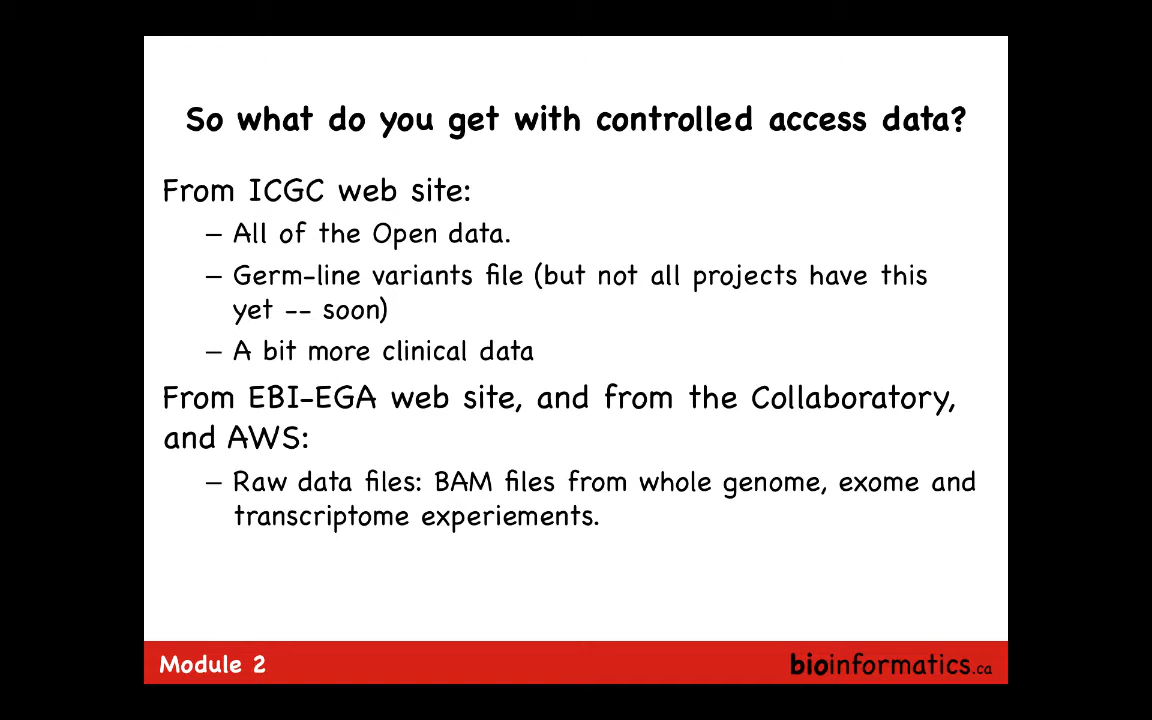 So what do you get with controlled access data?
From ICGC web site:
– All of the Open data.
– Germ-line variants file (but not all projects have this
yet -- soon)
– A bit more clinical data
From EBI-EGA web site, and from the Collaboratory,
and AWS:
– Raw data files: BAM files from whole genome, exome and
transcriptome experiements.
Module 2
bioinformatics.ca